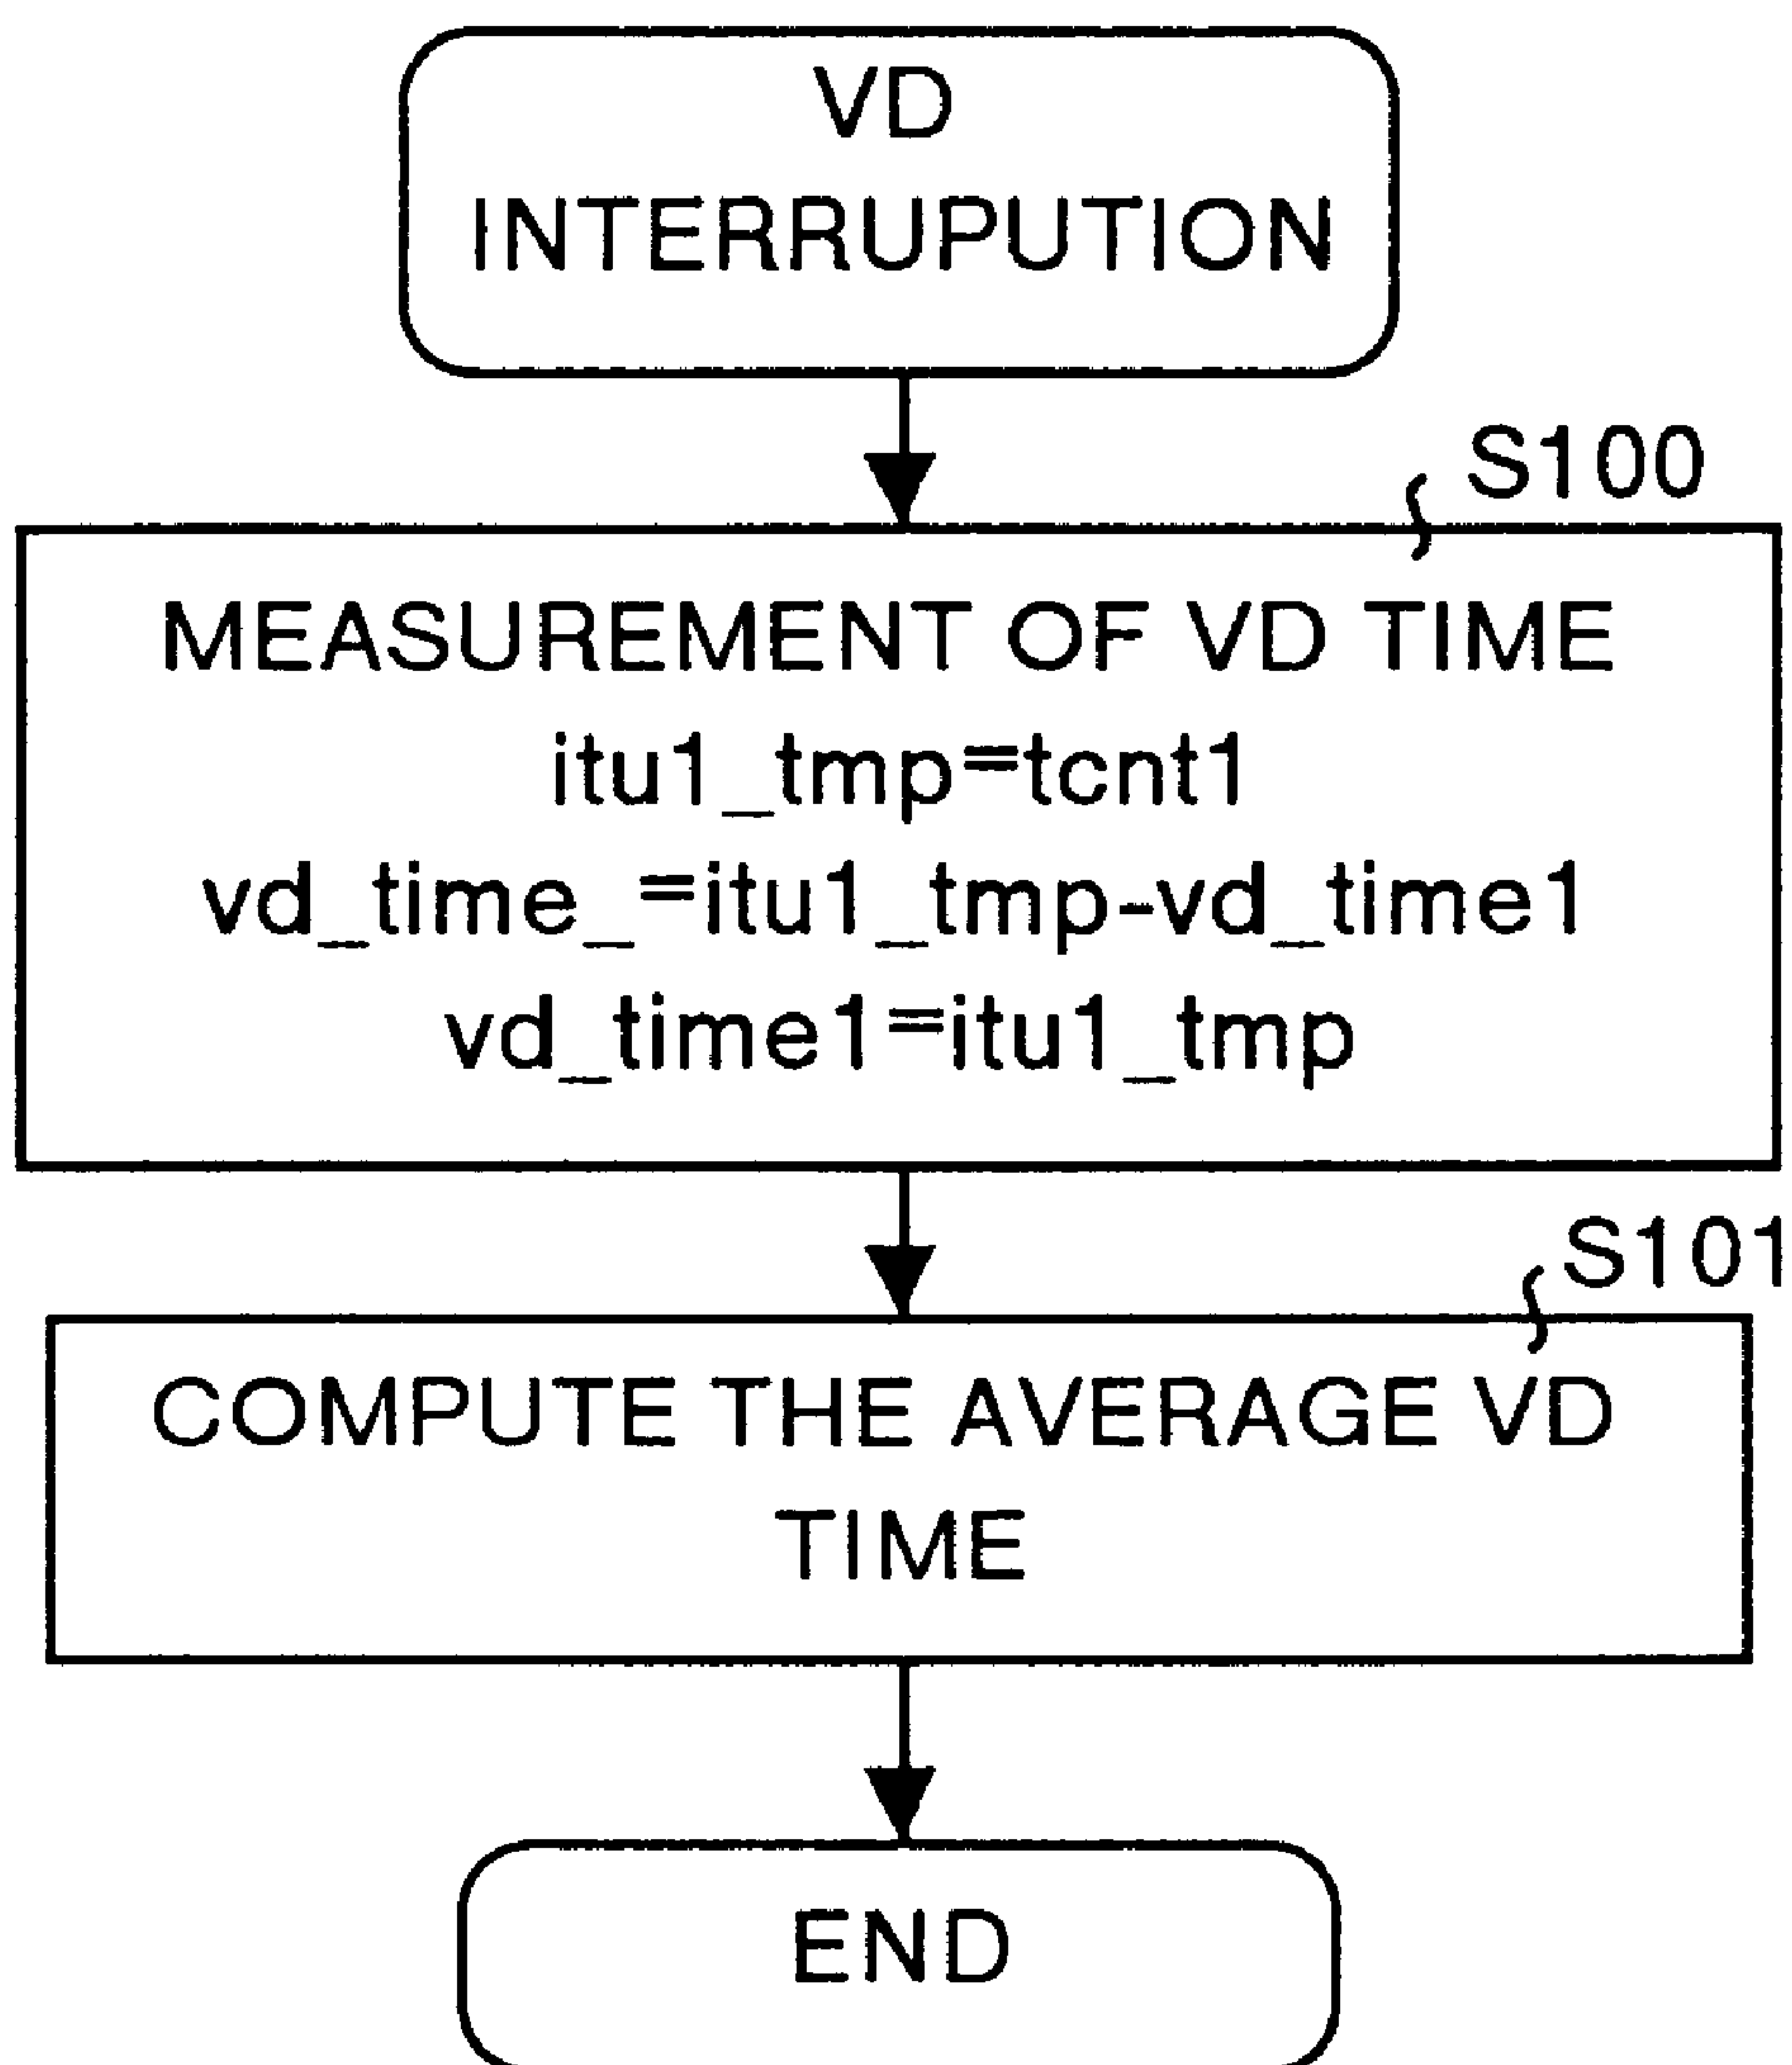 VD
INTERRUPUTION
S100
MEASUREMENT OF VD TIME
itu1_tmp=tcnt1
vd_time_=itu1_tmp-vd_time1
vd_time1=itu1_tmp
S101
COMPUTE THE AVERAGE VD
TIME
END